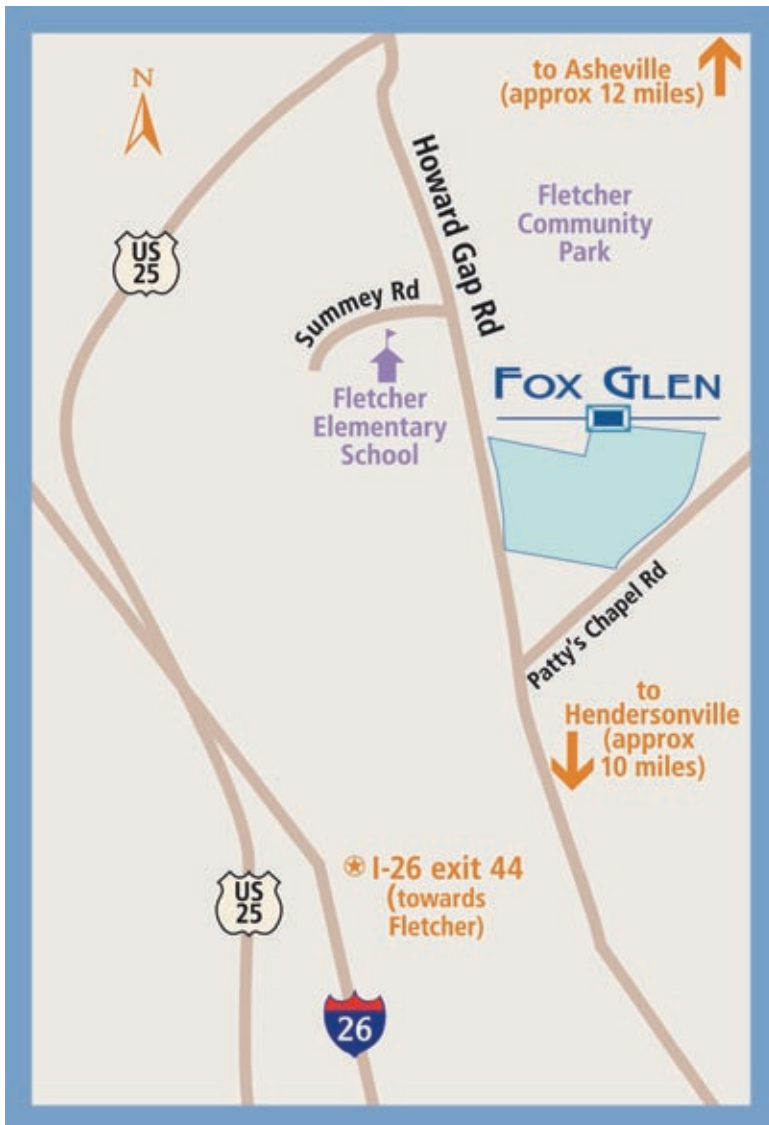 N
to Asheville
(approx 12 miles)
Howard Gap Rd
Fletcher
Community
Park
US
25
Summey Rd
Fletcher
Elementary
School
FOX GLEN
Patty's Chapel Rd
to
Hendersonville
(approx
10 miles)
I-26 exit 44
(towards
Fletcher)
US
25
26